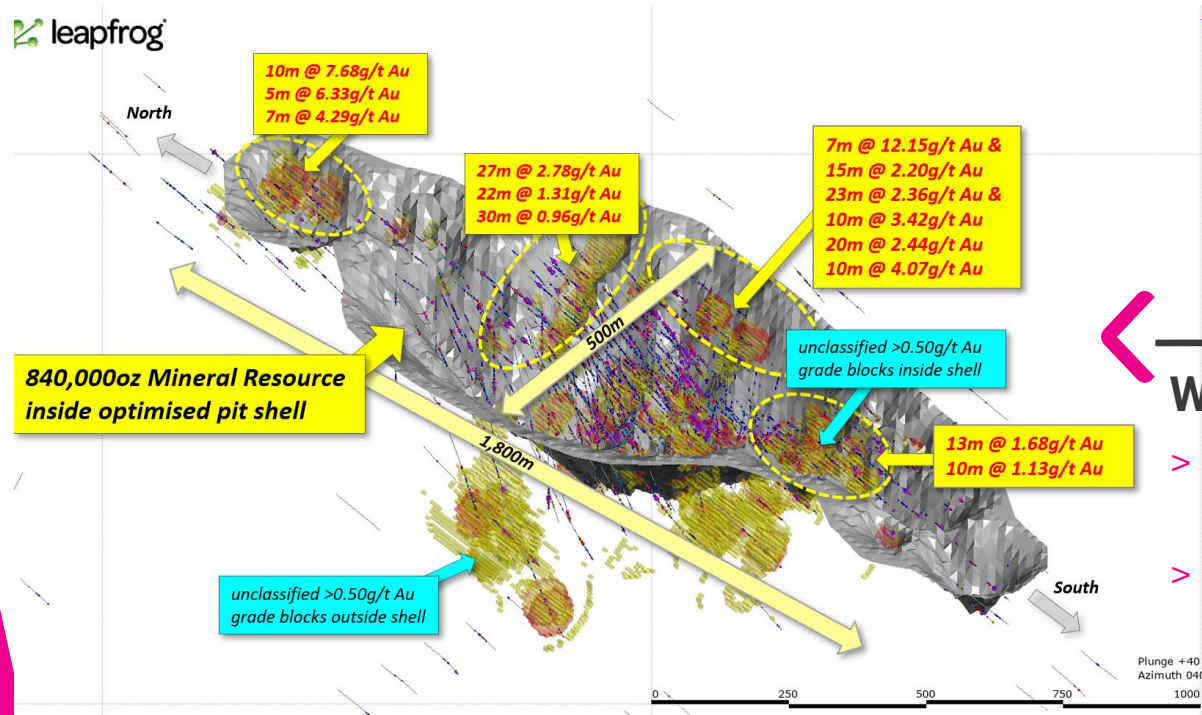 leapfrog
10m @ 7.68g/t Au
5m @ 6.33g/t Au
7m @ 4.29g/t Au
North
27m @ 2.78g/t Au
22m @ 1.31g/t Au
30m @ 0.96g/t Au
7m @ 12.15g/t Au &
15m @ 2.20g/t Au
23m @ 2.36g/t Au &
10m @ 3.42g/t Au
20m @ 2.44g/t Au
10m @ 4.07g/t Au
500m
unclassified >0.50g/t Au
grade blocks inside shell
840,000oz Mineral Resource
inside optimised pit shell
W
13m @ 1.68g/t Au
10m @ 1.13g/t Au
1,800m
>
unclassified >0.50g/t Au
grade blocks outside shell
>
South
Plunge +40
Azimuth 040
0 250 500 750 1000